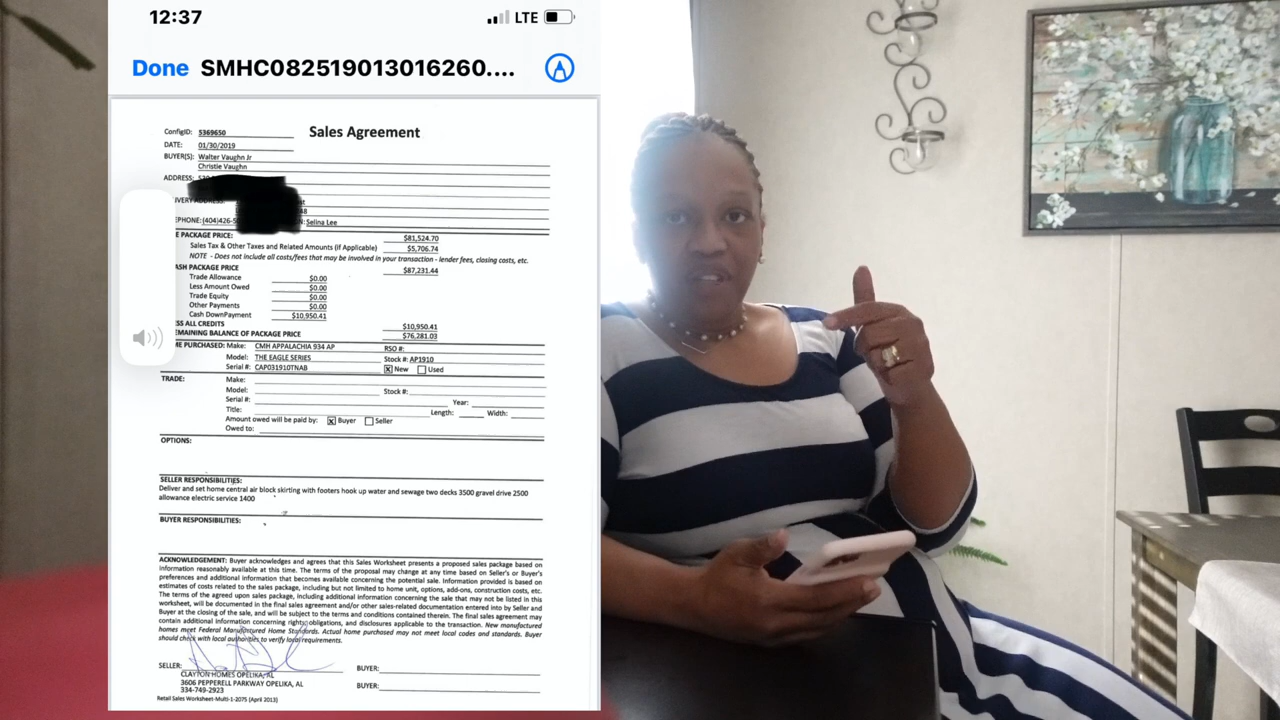 12:37 LTE
Done SMHC082519013016260....
ConfigID: 5369650 Sales Agreement
DATE: 01/30/2019
BUYER(S): Walter Vaughn Jr
Christie Vaughn
ADDRESS:
IVERY ADDRESS:
EPHONE: (404)426-5 N: Selina Lee
E PACKAGE PRICE: $81,524.70
Sales Tax & Other Taxes and Related Amounts (if Applicable) $5,706.74
NOTE - Does not include all costs/fees that may be involved in your transaction - lender fees, closing costs, etc.
ASH PACKAGE PRICE $87,231.44
Trade Allowance $0.00
Less Amount Owed $0.00
Trade Equity $0.00
Other Payments $0.00
Cash DownPayment $10,950.41
ESS ALL CREDITS $10,950.41
EMAINING BALANCE OF PACKAGE PRICE $76,281.03
ME PURCHASED: Make: CMH APPALACHIA 934 AP RSO #:
Model: THE EAGLE SERIES Stock #: AP1910
Serial #: CAP031910TNAB New Used
TRADE: Make:
Model: Stock #:
Serial #: Year:
Title: Length: Width:
Amount owed will be paid by: Buyer Seller
Owed to:
OPTIONS:
SELLER RESPONSIBILITIES:
Deliver and set home central air block skirting with footers hook up water and sewage two decks 3500 gravel drive 2500
allowance electric service 1400
BUYER RESPONSIBILITIES:
ACKNOWLEDGEMENT: Buyer acknowledges and agrees that this Sales Worksheet presents a proposed sales package based on
information reasonably available at this time. The terms of the proposal may change at any time based on Seller's or Buyer's
preferences and additional information that becomes available concerning the potential sale. Information provided is based on
estimates of costs related to the sales package, including but not limited to home unit, options, add-ons, construction costs, etc.
The terms of the agreed upon sales package, including additional information concerning the sale that may not be listed in this
worksheet, will be documented in the final sales agreement and/or other sales-related documentation entered into by Seller and
Buyer at the closing of the sale, and will be subject to the terms and conditions contained therein. The final sales agreement may
contain additional information concerning rights, obligations, and disclosures applicable to the transaction. New manufactured
homes meet Federal Manufactured Home Standards. Actual home purchased may not meet local codes and standards. Buyer
should check with local authorities to verify local requirements.
SELLER: BUYER:
CLAYTON HOMES OPELIKA, AL
3606 PEPPERELL PARKWAY OPELIKA, AL BUYER:
334-749-2923
Retail Sales Worksheet-Multi-1-2075 (April 2013)